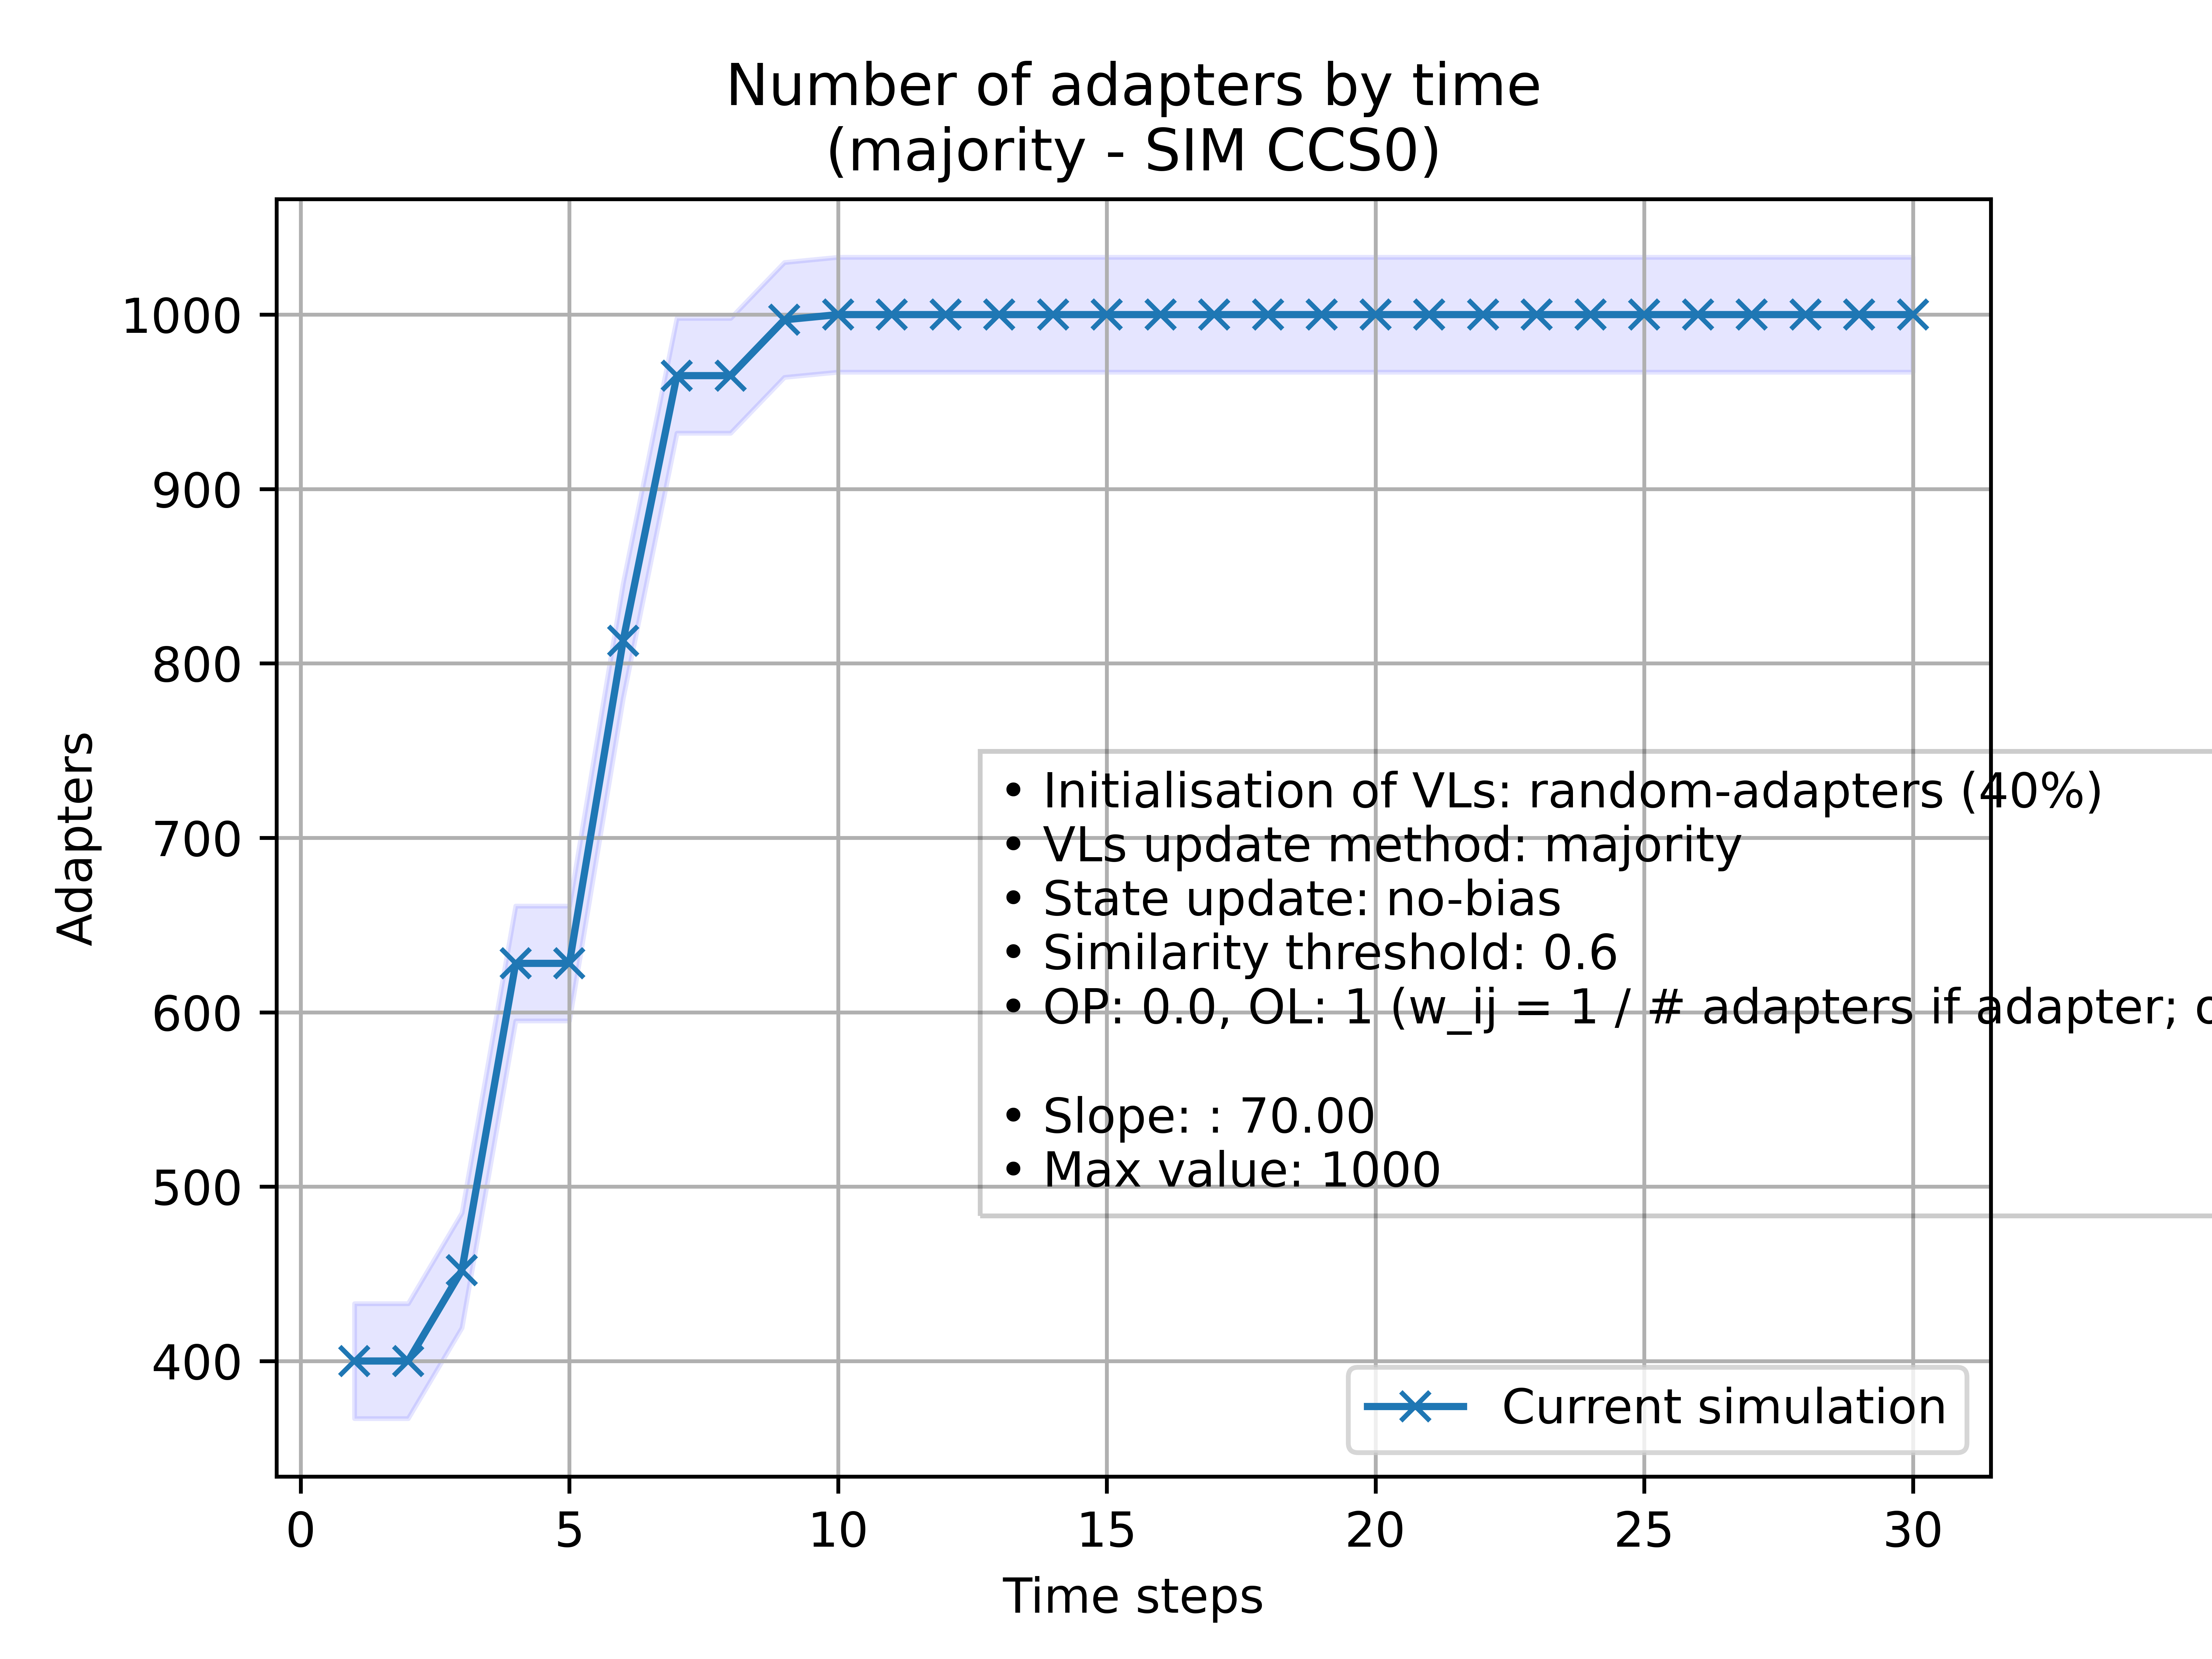 Number of adapters by time
(majority - SIM CCS0)
1000
900
800
700
600
500
400
Adapters
• Initialisation of VLs: random-adapters (40%)
• VLs update method: majority
• State update: no-bias
• Similarity threshold: 0.6
• OP: 0.0, OL: 1 (w_ij = 1 / # adapters if adapter;
• Slope: : 70.00
• Max value: 1000
Current simulation
0 5 10 15 20 25 30
Time steps